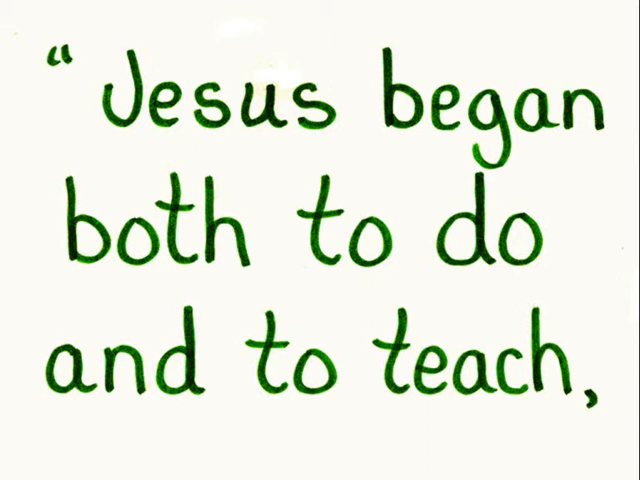 “Jesus began
both to do
and to teach,